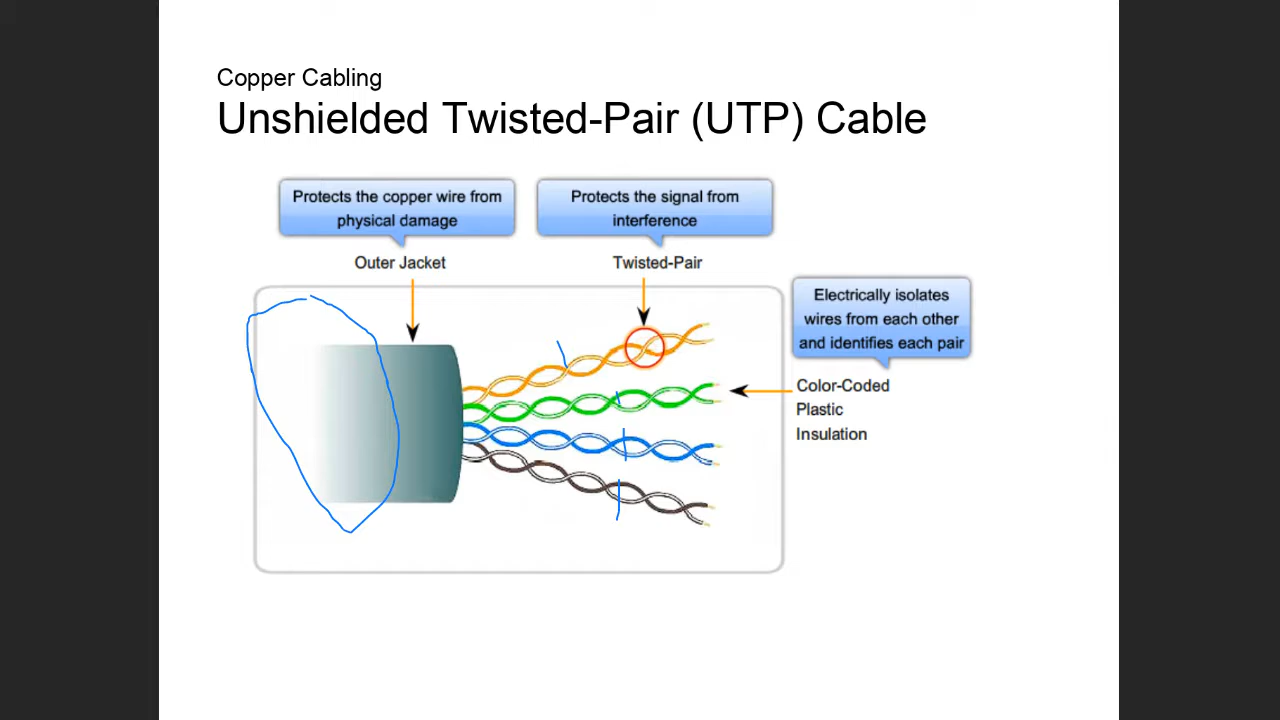 Copper Cabling
Unshielded Twisted-Pair (UTP) Cable
Protects the copper wire from
physical damage
Protects the signal from
interference
Outer Jacket
Twisted-Pair
Electrically isolates
wires from each other
and identifies each pair
Color-Coded
Plastic
Insulation